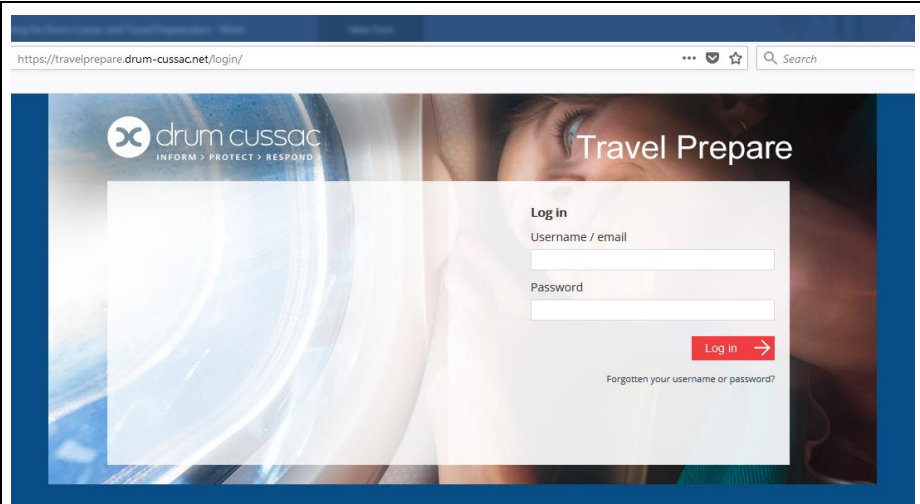 https://travelprepare.drum-cussac.net/login/
Search
drum cussac
INFORM > PROTECT > RESPOND >
Travel Prepare
Log in
Username / email
Password
Log in
Forgotten your username or password?